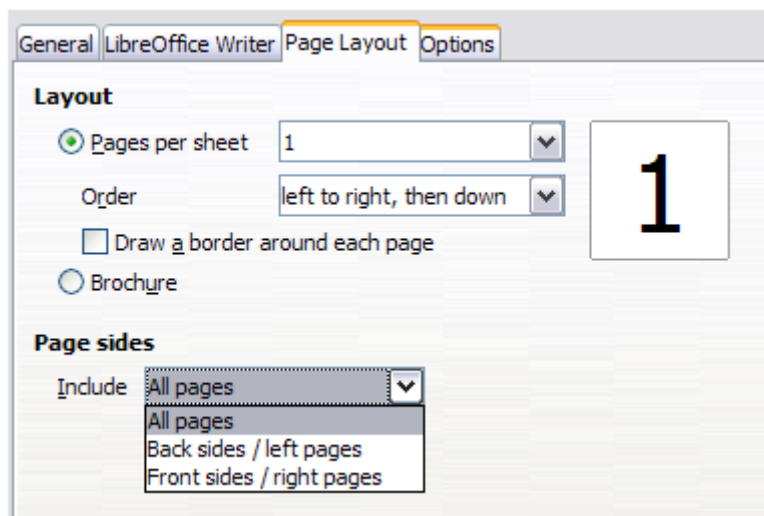 General LibreOffice Writer Page Layout Options
Layout
Pages per sheet 1
1
Order left to right, then down
Draw a border around each page
Brochure
Page sides
Include All pages
All pages
Back sides / left pages
Front sides / right pages